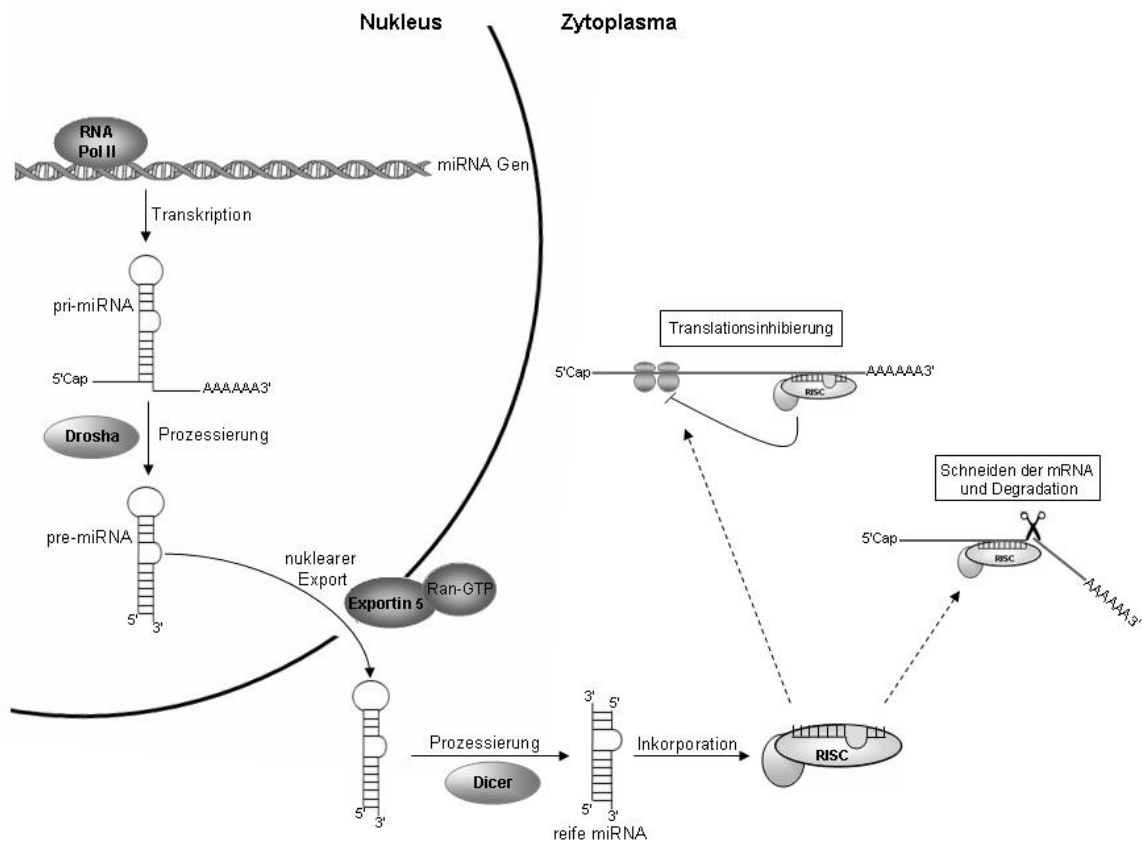 Nukleus
Zytoplasma
RNA
Pol II
miRNA Gen
Transkription
pri-miRNA
5'Cap
AAAAAA3'
Drosha
Prozessierung
pre-miRNA
5'
3'
nuklearer
Export
Exportin 5
Ran-GTP
5'
3'
Prozessierung
Dicer
3'
5'
5'
3'
reife miRNA
Inkorporation
RISC
Translationsinhibierung
5'Cap
AAAAAA3'
RISC
Schneiden der mRNA
und Degradation
5'Cap
RISC
AAAAAA3'